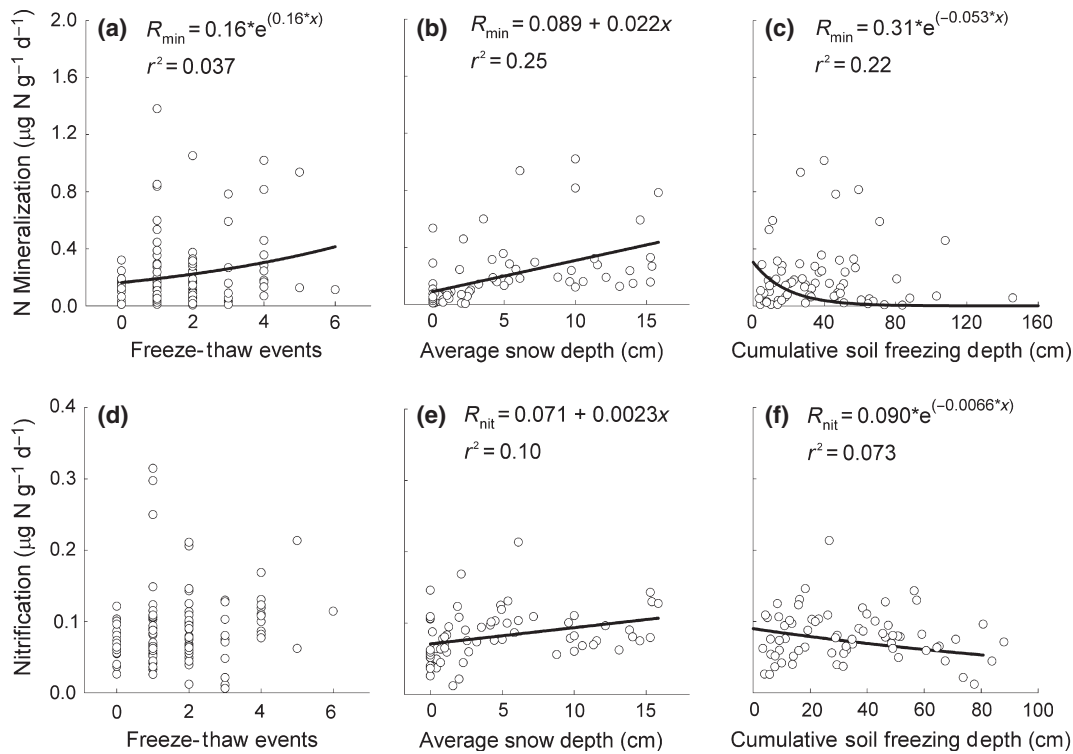 (a) R_min = 0.16*e^(0.16*x)
r² = 0.037
(b) R_min = 0.089 + 0.022x
r² = 0.25
(c) R_min = 0.31*e^(−0.053*x)
r² = 0.22
N Mineralization (µg N g⁻¹ d⁻¹)
2.0
1.6
1.2
0.8
0.4
0.0
0 2 4 6
Freeze-thaw events
0 5 10 15
Average snow depth (cm)
0 40 80 120 160
Cumulative soil freezing depth (cm)
(d)
(e) R_nit = 0.071 + 0.0023x
r² = 0.10
(f) R_nit = 0.090*e^(−0.0066*x)
r² = 0.073
Nitrification (µg N g⁻¹ d⁻¹)
0.4
0.3
0.2
0.1
0.0
0 2 4 6
Freeze-thaw events
0 5 10 15
Average snow depth (cm)
0 20 40 60 80 100
Cumulative soil freezing depth (cm)